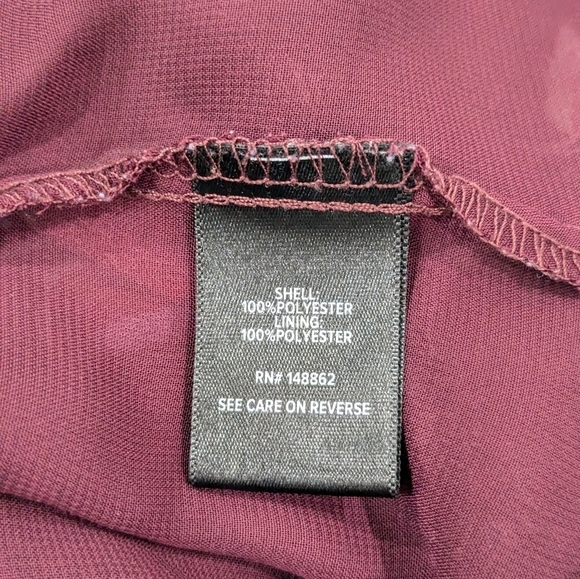 SHELL:
100%POLYESTER
LINING:
100%POLYESTER
RN# 148862
SEE CARE ON REVERSE